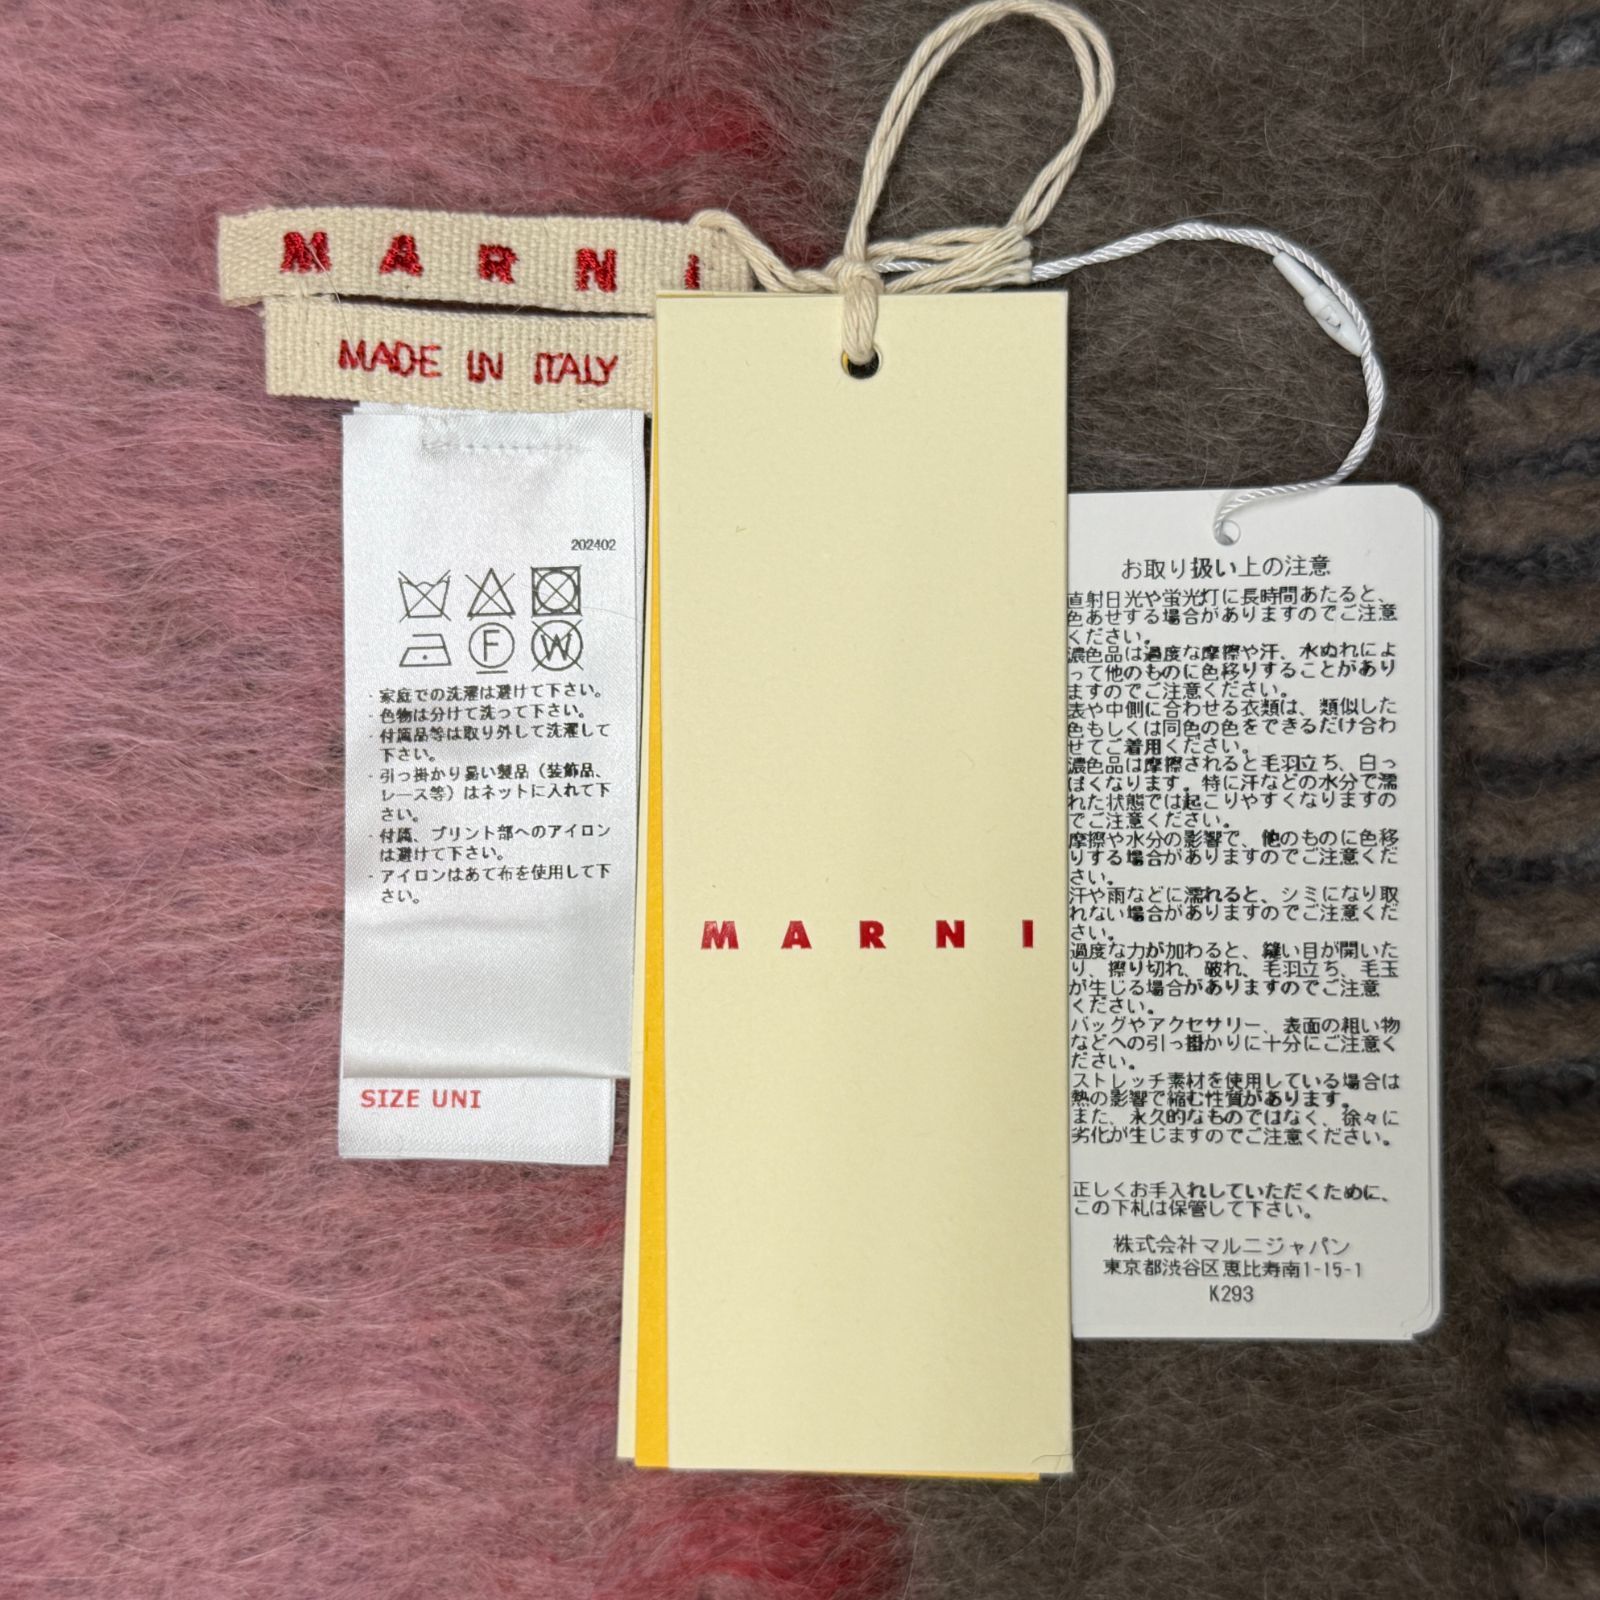 MARNI
MADE IN ITALY
202402
F
W
・家庭での洗濯は避けて下さい。
・色物は分けて洗って下さい。
・付属品等は取り外して洗濯して
下さい。
・引っ掛かり易い製品（装飾品、
レース等）はネットに入れて下
さい。
・付属、プリント部へのアイロン
は避けて下さい。
・アイロンはあて布を使用して下
さい。
SIZE UNI
MARNI
お取り扱い上の注意
直射日光や蛍光灯に長時間あたると、
色あせする場合がありますのでご注意
ください。
濃色品は過度な摩擦や汗、水ぬれによ
って他のものに色移りすることがあり
ますのでご注意ください。
表や中側に合わせる衣類は、類似した
色もしくは同色の色をできるだけ合わ
せてご着用ください。
濃色品は摩擦されると毛羽立ち、白っ
ぽくなります。特に汗などの水分で濡
れた状態では起こりやすくなりますの
でご注意ください。
摩擦や水分の影響で、他のものに色移
りする場合がありますのでご注意くだ
さい。
汗や雨などに濡れると、シミになり取
れない場合がありますのでご注意くだ
さい。
過度な力が加わると、縫い目が開いた
り、擦り切れ、破れ、毛羽立ち、毛玉
が生じる場合がありますのでご注意
ください。
バッグやアクセサリー、表面の粗い物
などへの引っ掛かりに十分にご注意く
ださい。
ストレッチ素材を使用している場合は
熱の影響で縮む性質があります。
また、永久的なものではなく、徐々に
劣化が生じますのでご注意ください。
正しくお手入れしていただくために、
この下札は保管して下さい。
株式会社マルニジャパン
東京都渋谷区恵比寿南1-15-1
K293